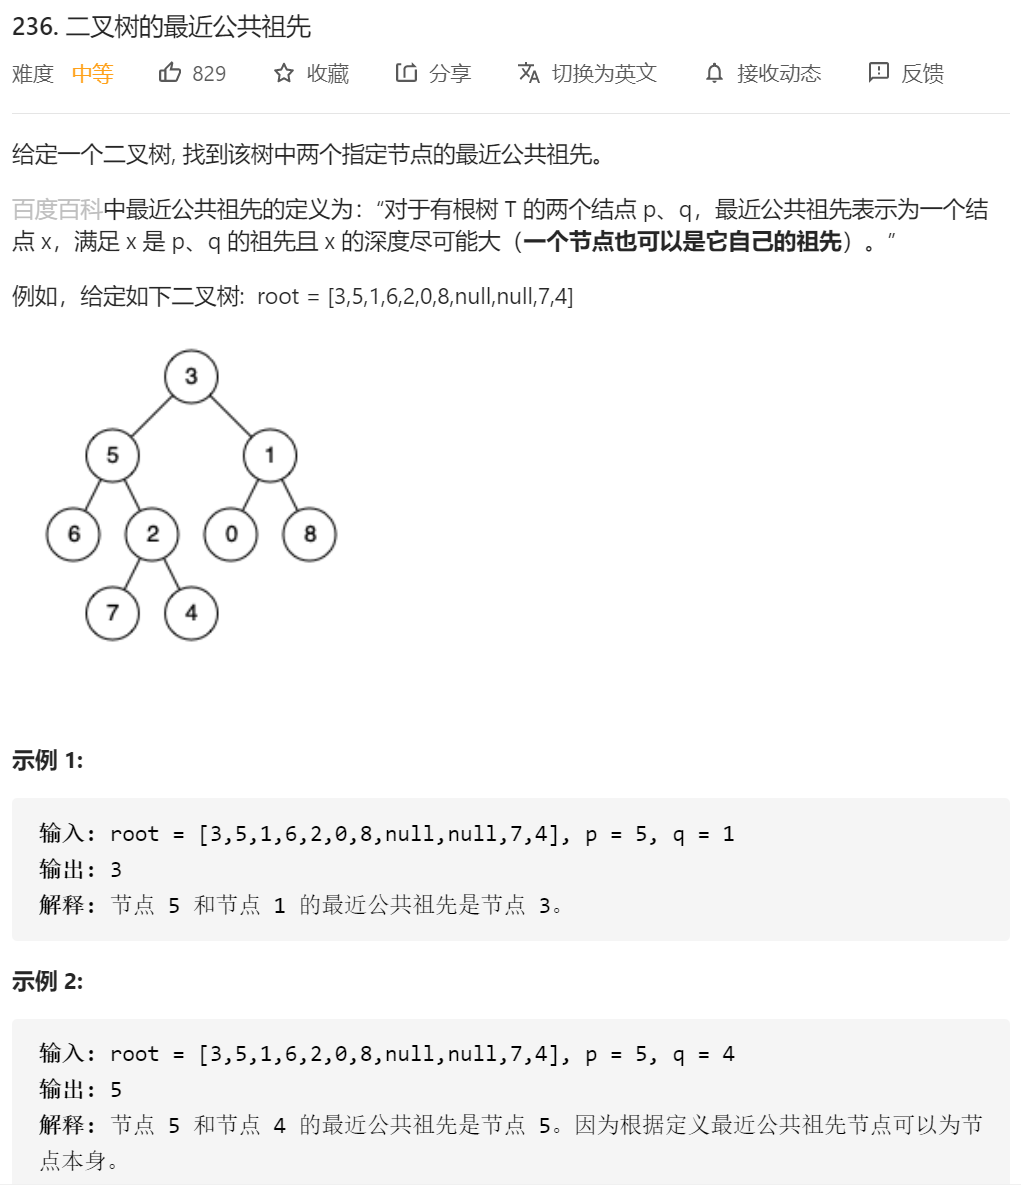 236. 二叉树的最近公共祖先
难度 中等 829 收藏 分享 切换为英文 接收动态 反馈
给定一个二叉树, 找到该树中两个指定节点的最近公共祖先。
百度百科中最近公共祖先的定义为：“对于有根树 T 的两个结点 p、q，最近公共祖先表示为一个结
点 x，满足 x 是 p、q 的祖先且 x 的深度尽可能大（一个节点也可以是它自己的祖先）。”
例如，给定如下二叉树: root = [3,5,1,6,2,0,8,null,null,7,4]
3
5 1
6 2 0 8
7 4
示例 1:
输入: root = [3,5,1,6,2,0,8,null,null,7,4], p = 5, q = 1
输出: 3
解释: 节点 5 和节点 1 的最近公共祖先是节点 3。
示例 2:
输入: root = [3,5,1,6,2,0,8,null,null,7,4], p = 5, q = 4
输出: 5
解释: 节点 5 和节点 4 的最近公共祖先是节点 5。因为根据定义最近公共祖先节点可以为节
点本身。